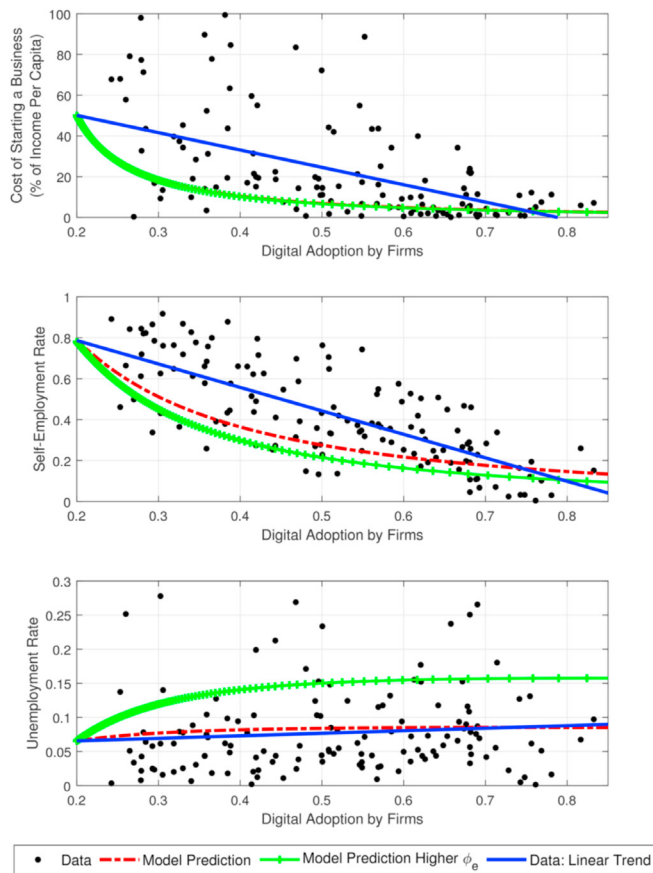 Cost of Starting a Business
(% of Income Per Capita)
100
80
60
40
20
0
0.2 0.3 0.4 0.5 0.6 0.7 0.8
Digital Adoption by Firms
Self-Employment Rate
1
0.8
0.6
0.4
0.2
0
0.2 0.3 0.4 0.5 0.6 0.7 0.8
Digital Adoption by Firms
Unemployment Rate
0.3
0.25
0.2
0.15
0.1
0.05
0
0.2 0.3 0.4 0.5 0.6 0.7 0.8
Digital Adoption by Firms
Data Model Prediction Model Prediction Higher ϕe Data: Linear Trend